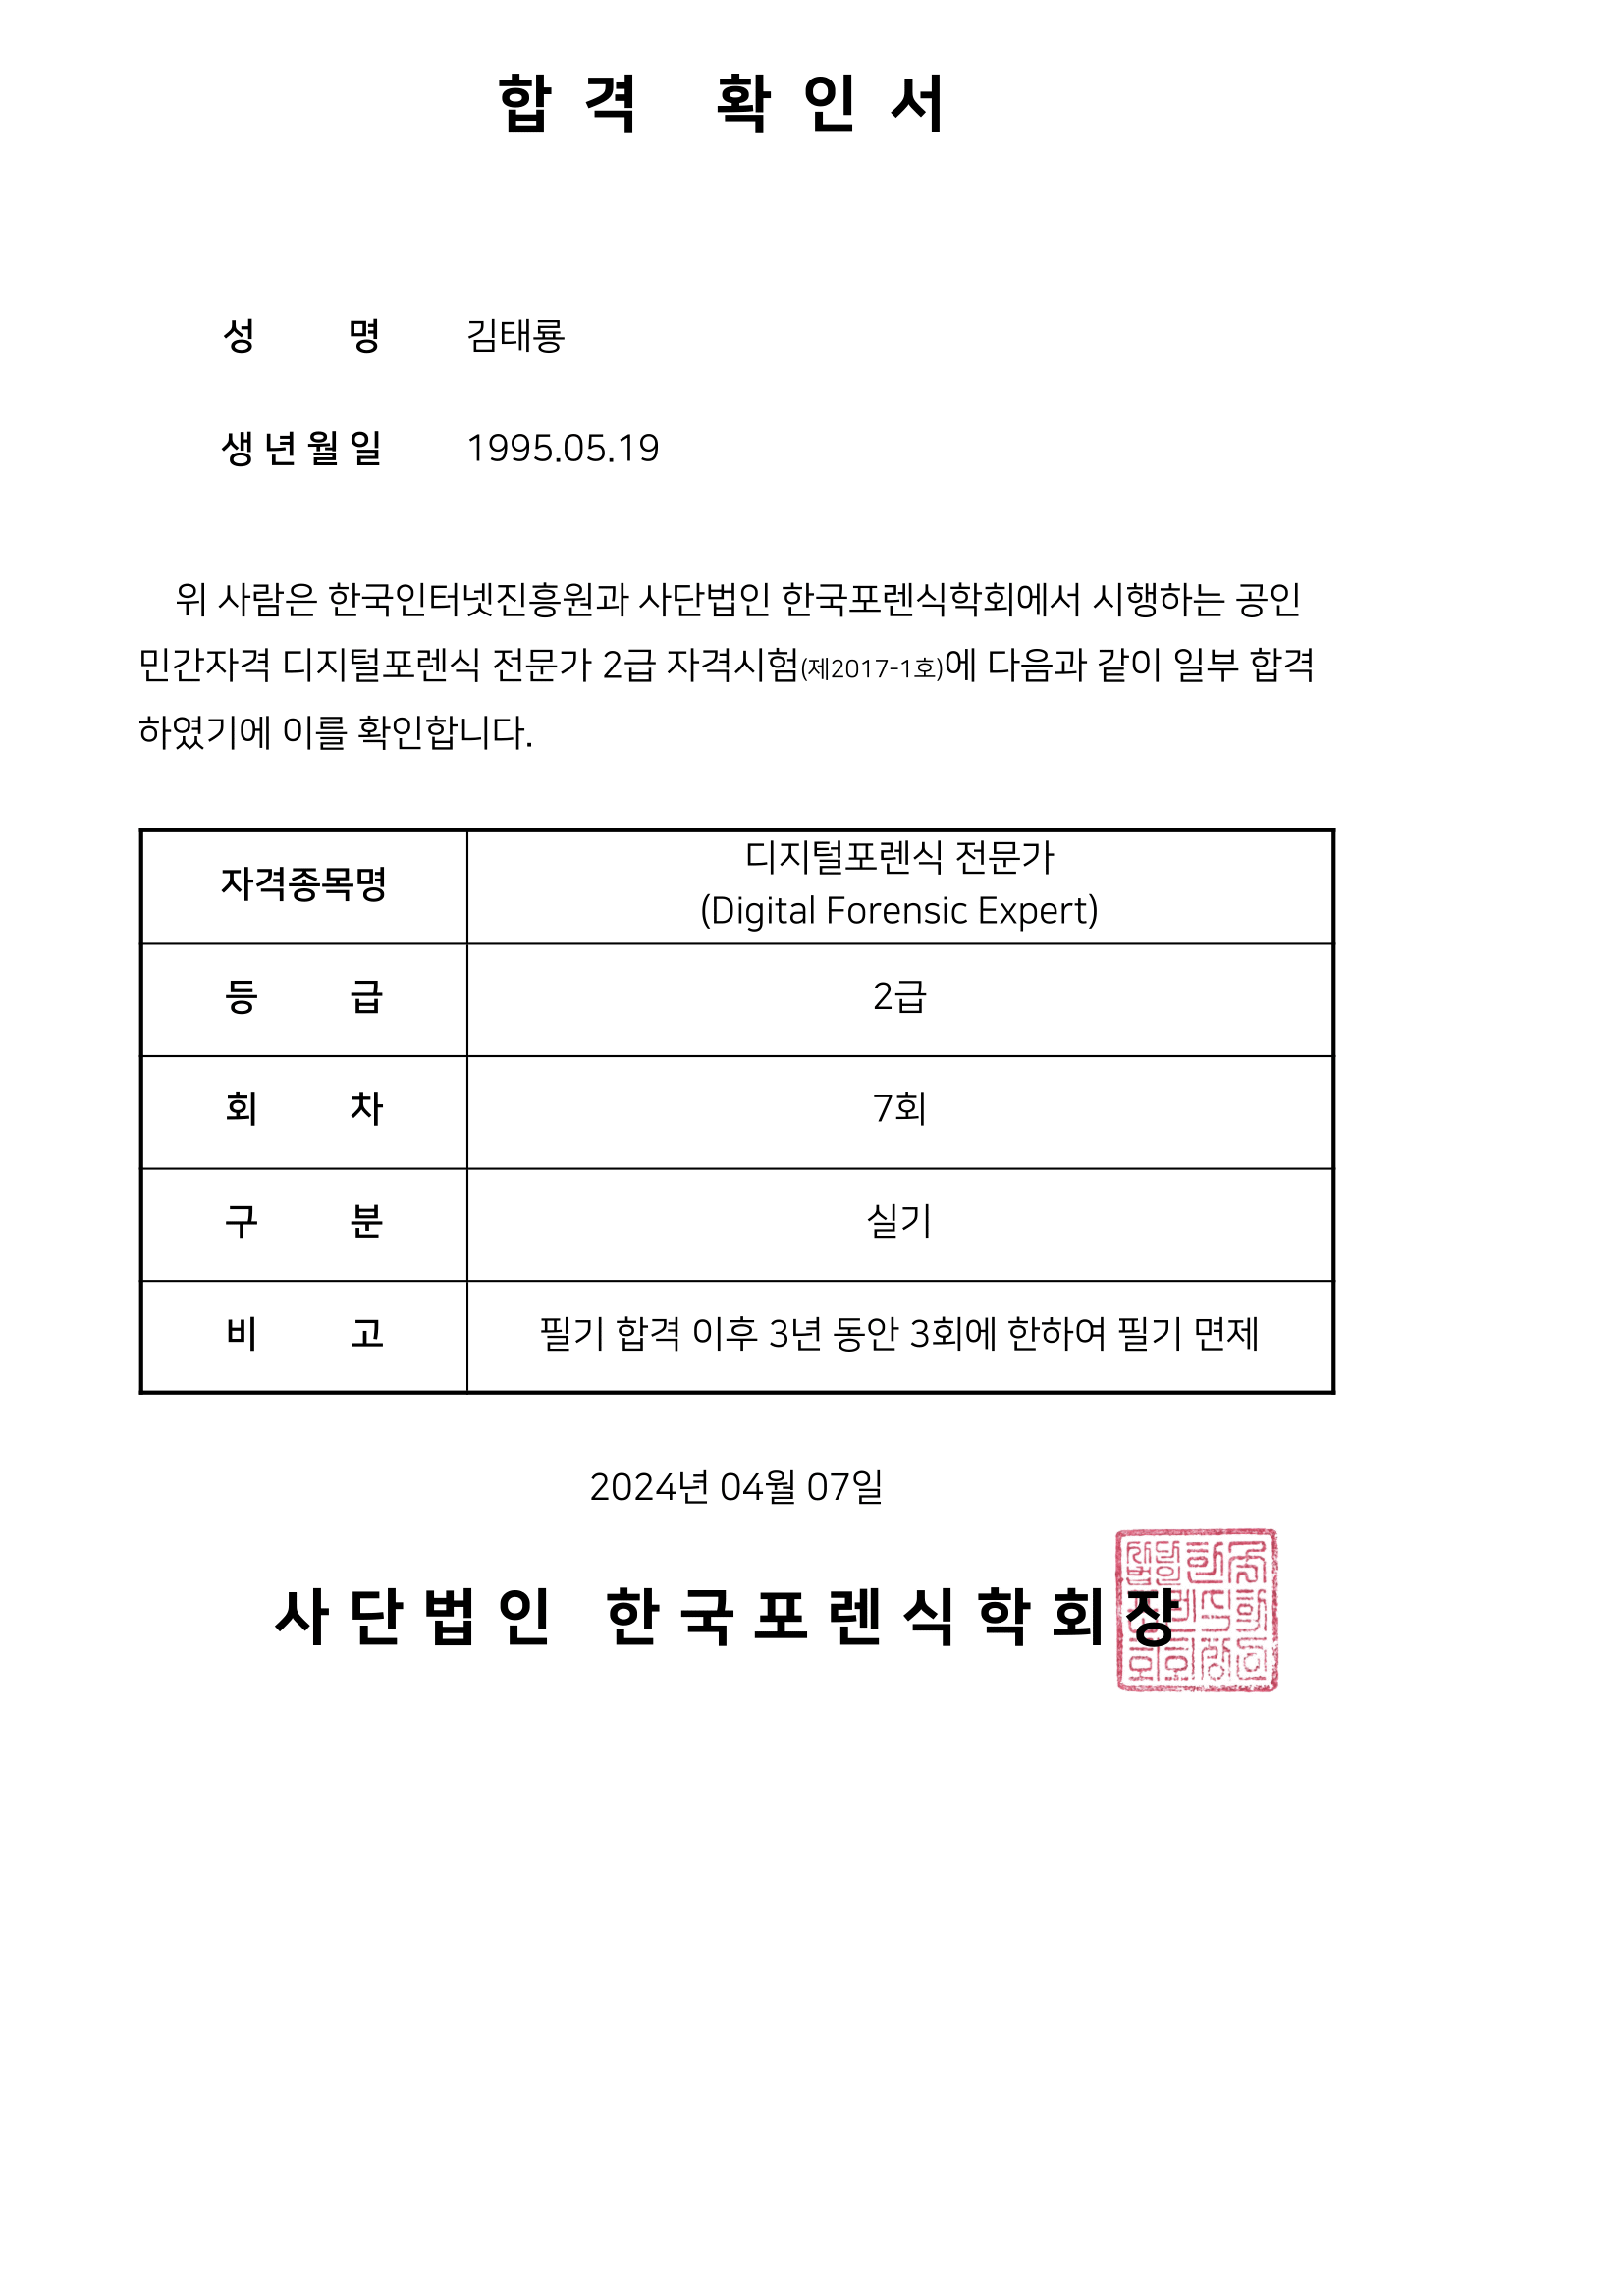 합 격 확 인 서
성 명 김태룡
생 년 월 일 1995.05.19
위 사람은 한국인터넷진흥원과 사단법인 한국포렌식학회에서 시행하는 공인
민간자격 디지털포렌식 전문가 2급 자격시험(제2017-1호)에 다음과 같이 일부 합격
하였기에 이를 확인합니다.
자격종목명
디지털포렌식 전문가
(Digital Forensic Expert)
등 급 2급
회 차 7회
구 분 실기
비 고 필기 합격 이후 3년 동안 3회에 한하여 필기 면제
2024년 04월 07일
사 단 법 인 한 국 포 렌 식 학 회 장